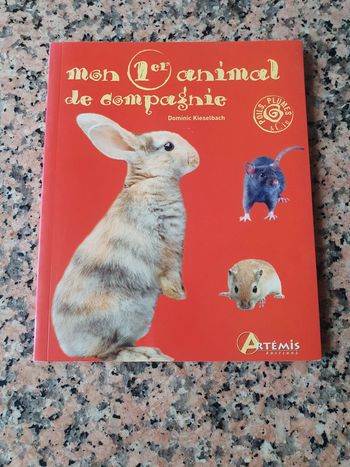 mon 1er animal
de compagnie
Dominic Kieselbach
POILS, PLUMES
ARTÉMIS
éditions